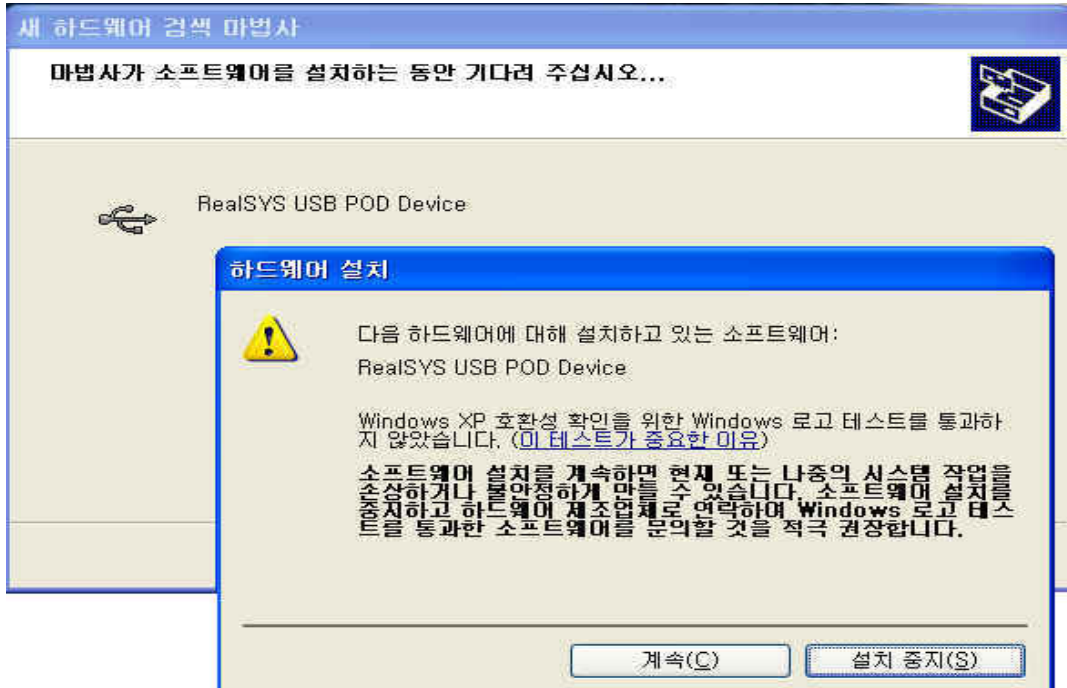 새 하드웨어 검색 마법사
마법사가 소프트웨어를 설치하는 동안 기다려 주십시오...
RealSYS USB POD Device
하드웨어 설치
다음 하드웨어에 대해 설치하고 있는 소프트웨어:
RealSYS USB POD Device
Windows XP 호환성 확인을 위한 Windows 로고 테스트를 통과하
지 않았습니다. (이 테스트가 중요한 이유)
소프트웨어 설치를 계속하면 현재 또는 나중의 시스템 작업을
손상하거나 불안정하게 만들 수 있습니다. 소프트웨어 설치를
중지하고 하드웨어 제조업체로 연락하여 Windows 로고 테스
트를 통과한 소프트웨어를 문의할 것을 적극 권장합니다.
계속(C)
설치 중지(S)